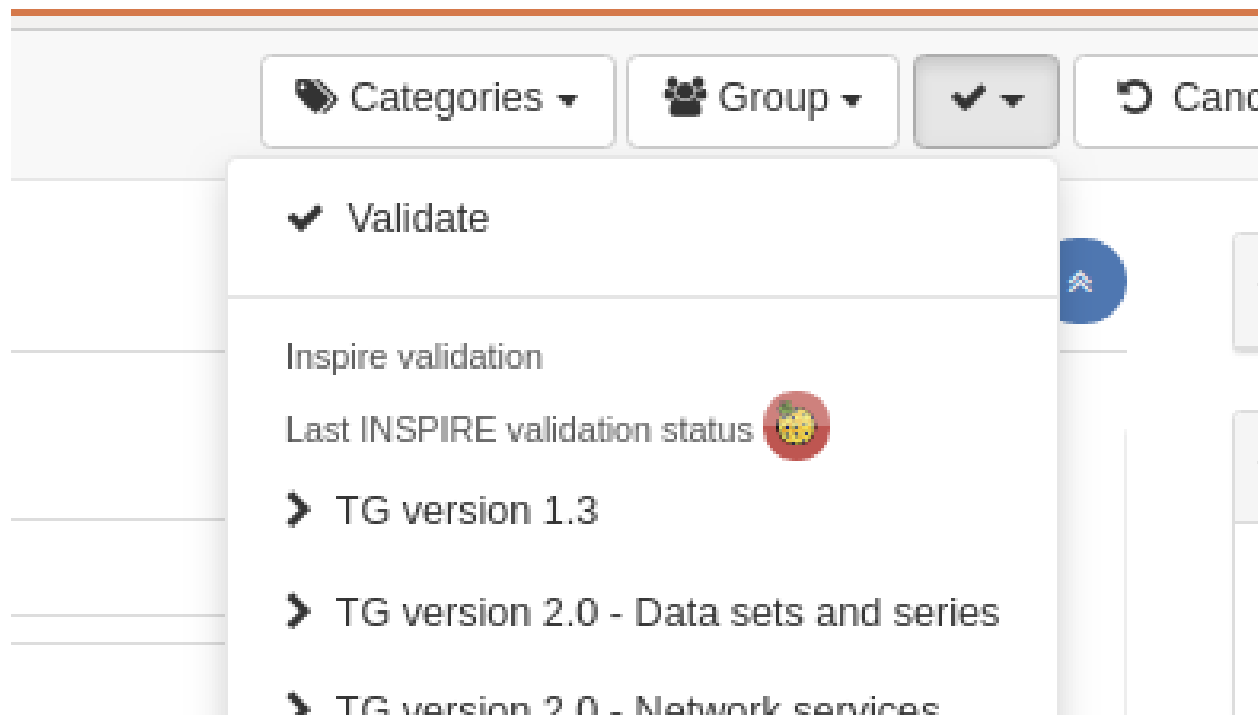 Categories Group Canc
Validate
Inspire validation
Last INSPIRE validation status
TG version 1.3
TG version 2.0 - Data sets and series
TG version 2.0 - Network services